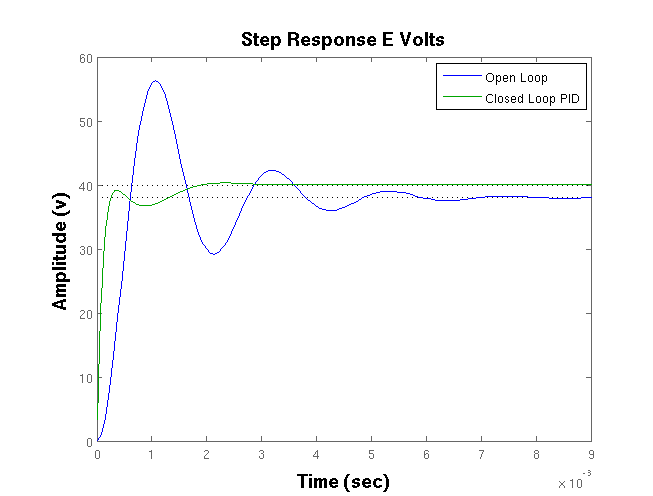 Step Response E Volts
Open Loop
Closed Loop PID
Amplitude (v)
60
50
40
30
20
10
0
0 1 2 3 4 5 6 7 8 9
Time (sec)
× 10⁻³